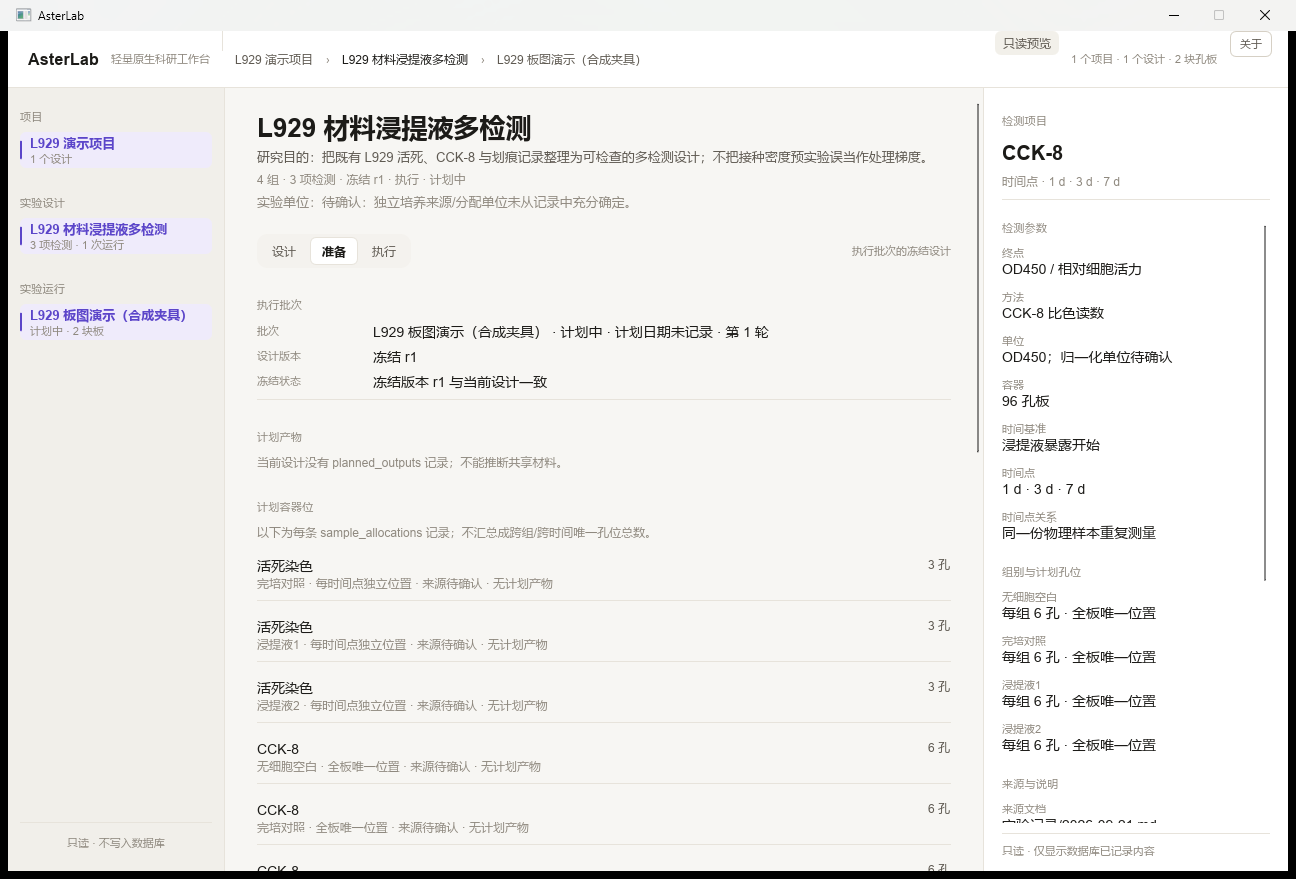 AsterLab
AsterLab 轻量原生科研工作台
L929 演示项目 › L929 材料浸提液多检测 › L929 板图演示（合成夹具）
只读预览
1 个项目 · 1 个设计 · 2 块孔板
关于
项目
L929 演示项目
1 个设计
实验设计
L929 材料浸提液多检测
3 项检测 · 1 次运行
实验运行
L929 板图演示（合成夹具）
计划中 · 2 块板
只读 · 不写入数据库
L929 材料浸提液多检测
研究目的：把既有 L929 活死、CCK-8 与划痕记录整理为可检查的多检测设计；不把接种密度预实验误当作处理梯度。
4 组 · 3 项检测 · 冻结 r1 · 执行 · 计划中
实验单位：待确认：独立培养来源/分配单位未从记录中充分确定。
设计 准备 执行
执行批次的冻结设计
执行批次
批次 L929 板图演示（合成夹具） · 计划中 · 计划日期未记录 · 第 1 轮
设计版本 冻结 r1
冻结状态 冻结版本 r1 与当前设计一致
计划产物
当前设计没有 planned_outputs 记录；不能推断共享材料。
计划容器位
以下为每条 sample_allocations 记录；不汇总成跨组/跨时间唯一孔位总数。
活死染色 3 孔
完培对照 · 每时间点独立位置 · 来源待确认 · 无计划产物
活死染色 3 孔
浸提液1 · 每时间点独立位置 · 来源待确认 · 无计划产物
活死染色 3 孔
浸提液2 · 每时间点独立位置 · 来源待确认 · 无计划产物
CCK-8 6 孔
无细胞空白 · 全板唯一位置 · 来源待确认 · 无计划产物
CCK-8 6 孔
完培对照 · 全板唯一位置 · 来源待确认 · 无计划产物
CCK-8 6 孔
检测项目
CCK-8
时间点 · 1 d · 3 d · 7 d
检测参数
终点
OD450 / 相对细胞活力
方法
CCK-8 比色读数
单位
OD450；归一化单位待确认
容器
96 孔板
时间基准
浸提液暴露开始
时间点
1 d · 3 d · 7 d
时间点关系
同一份物理样本重复测量
组别与计划孔位
无细胞空白
每组 6 孔 · 全板唯一位置
完培对照
每组 6 孔 · 全板唯一位置
浸提液1
每组 6 孔 · 全板唯一位置
浸提液2
每组 6 孔 · 全板唯一位置
来源与说明
来源文档
只读 · 仅显示数据库已记录内容